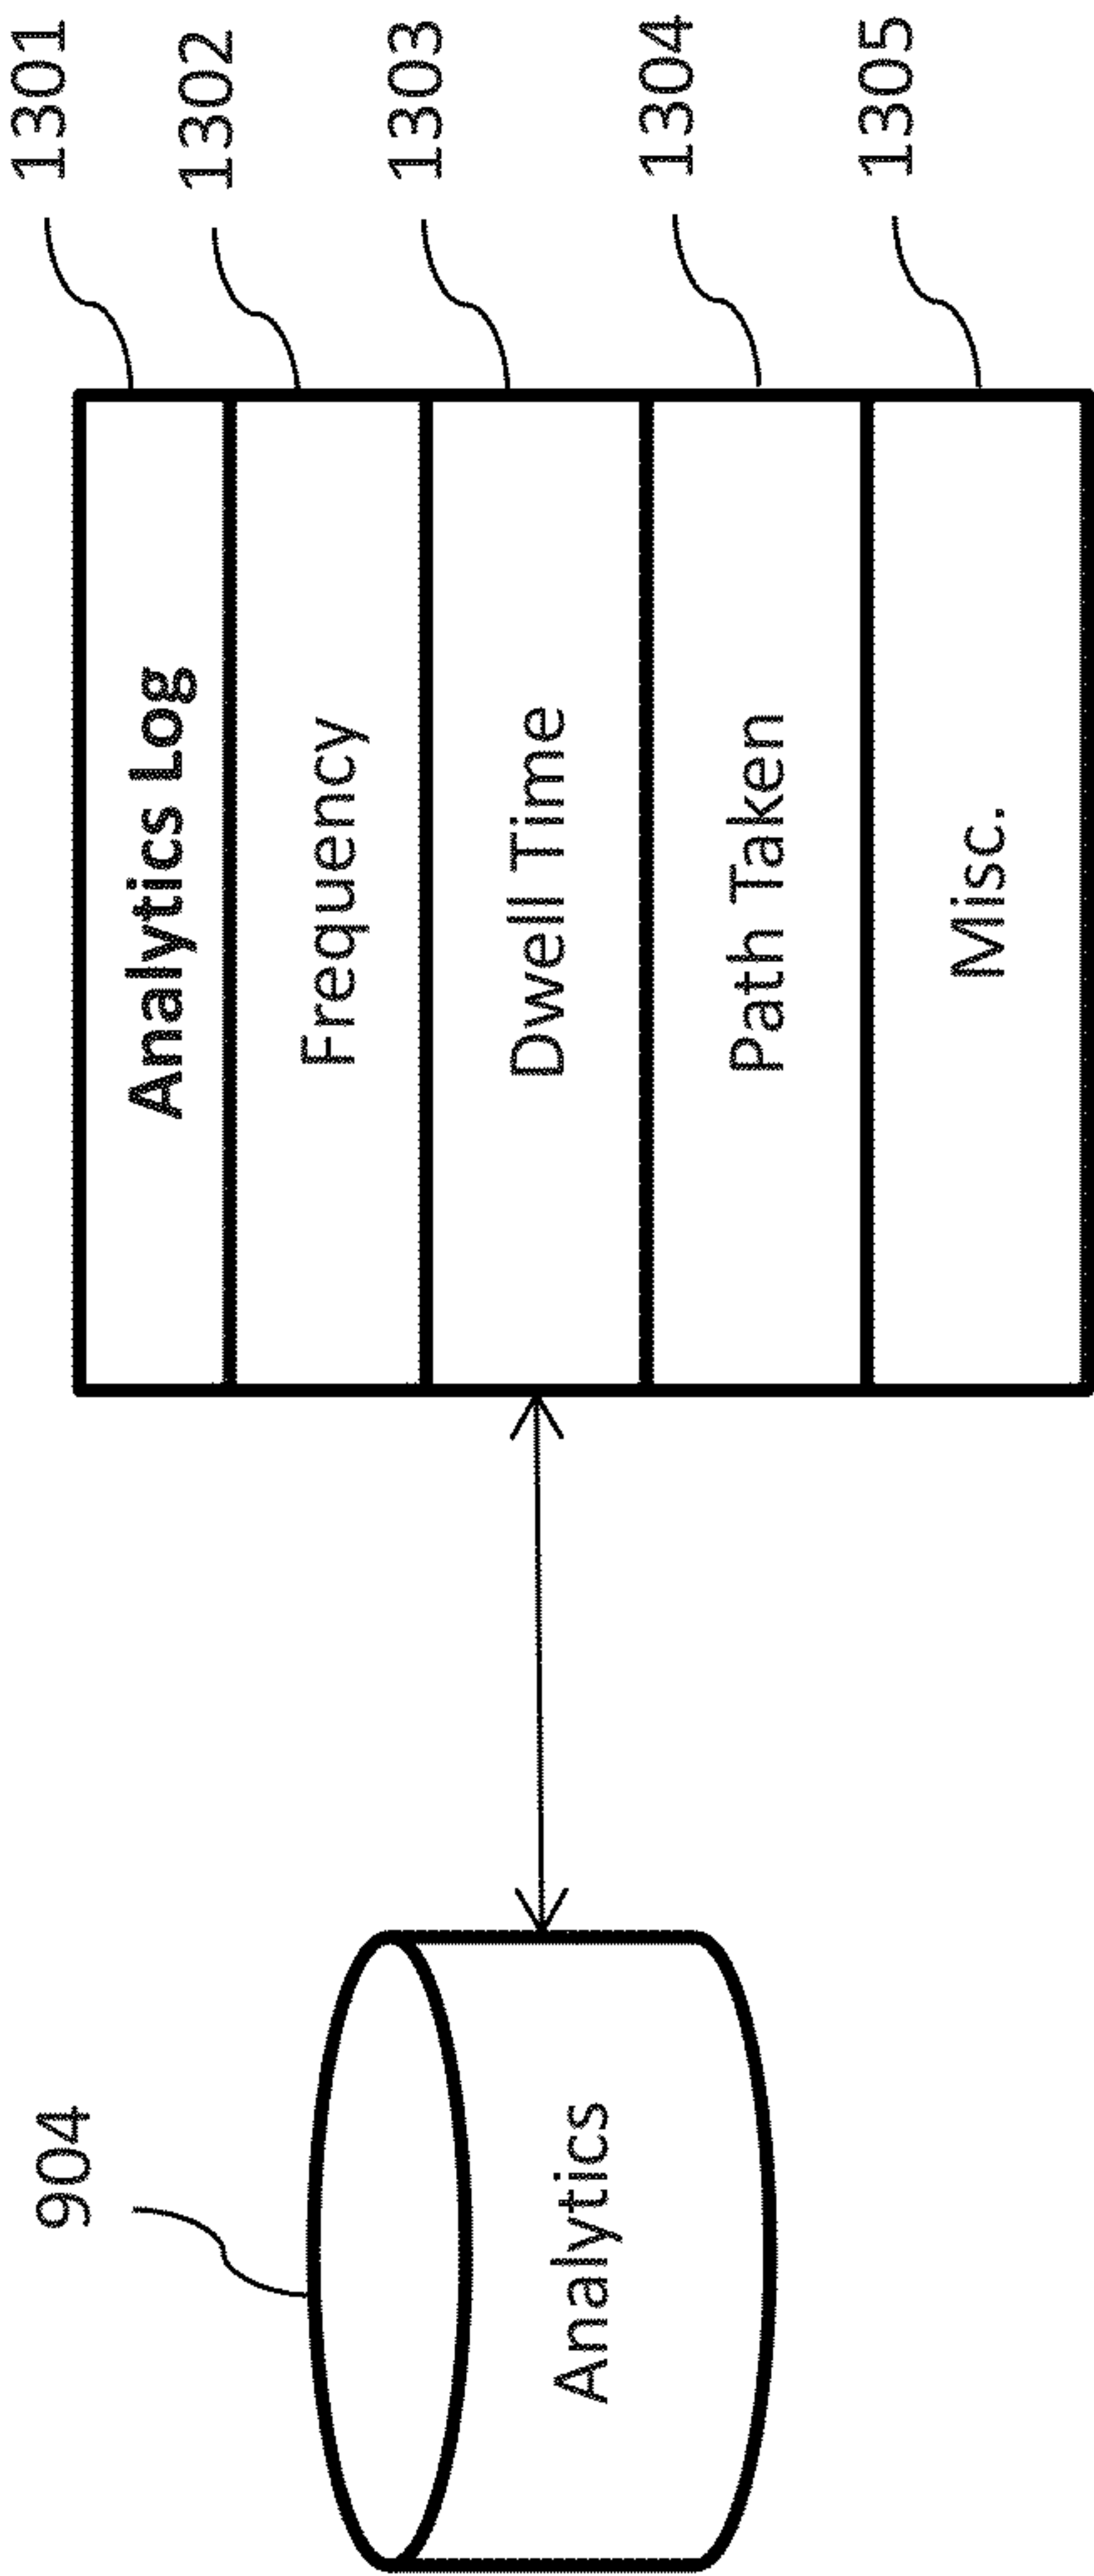 904
Analytics
Analytics Log
1301
Frequency
1302
Dwell Time
1303
Path Taken
1304
Misc.
1305